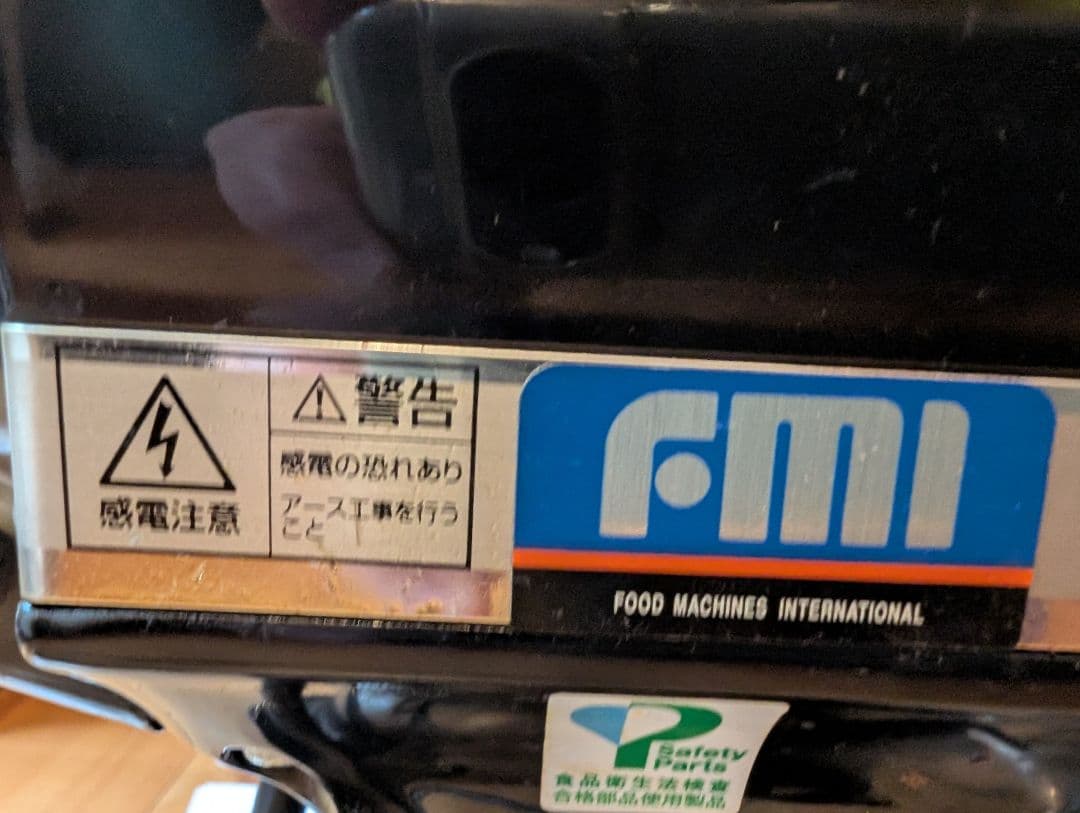 感電注意
警告
感電の恐れあり
アース工事を行う
こと
FMI
FOOD MACHINES INTERNATIONAL
Safety
Parts
食品衛生法検査
合格部品使用製品